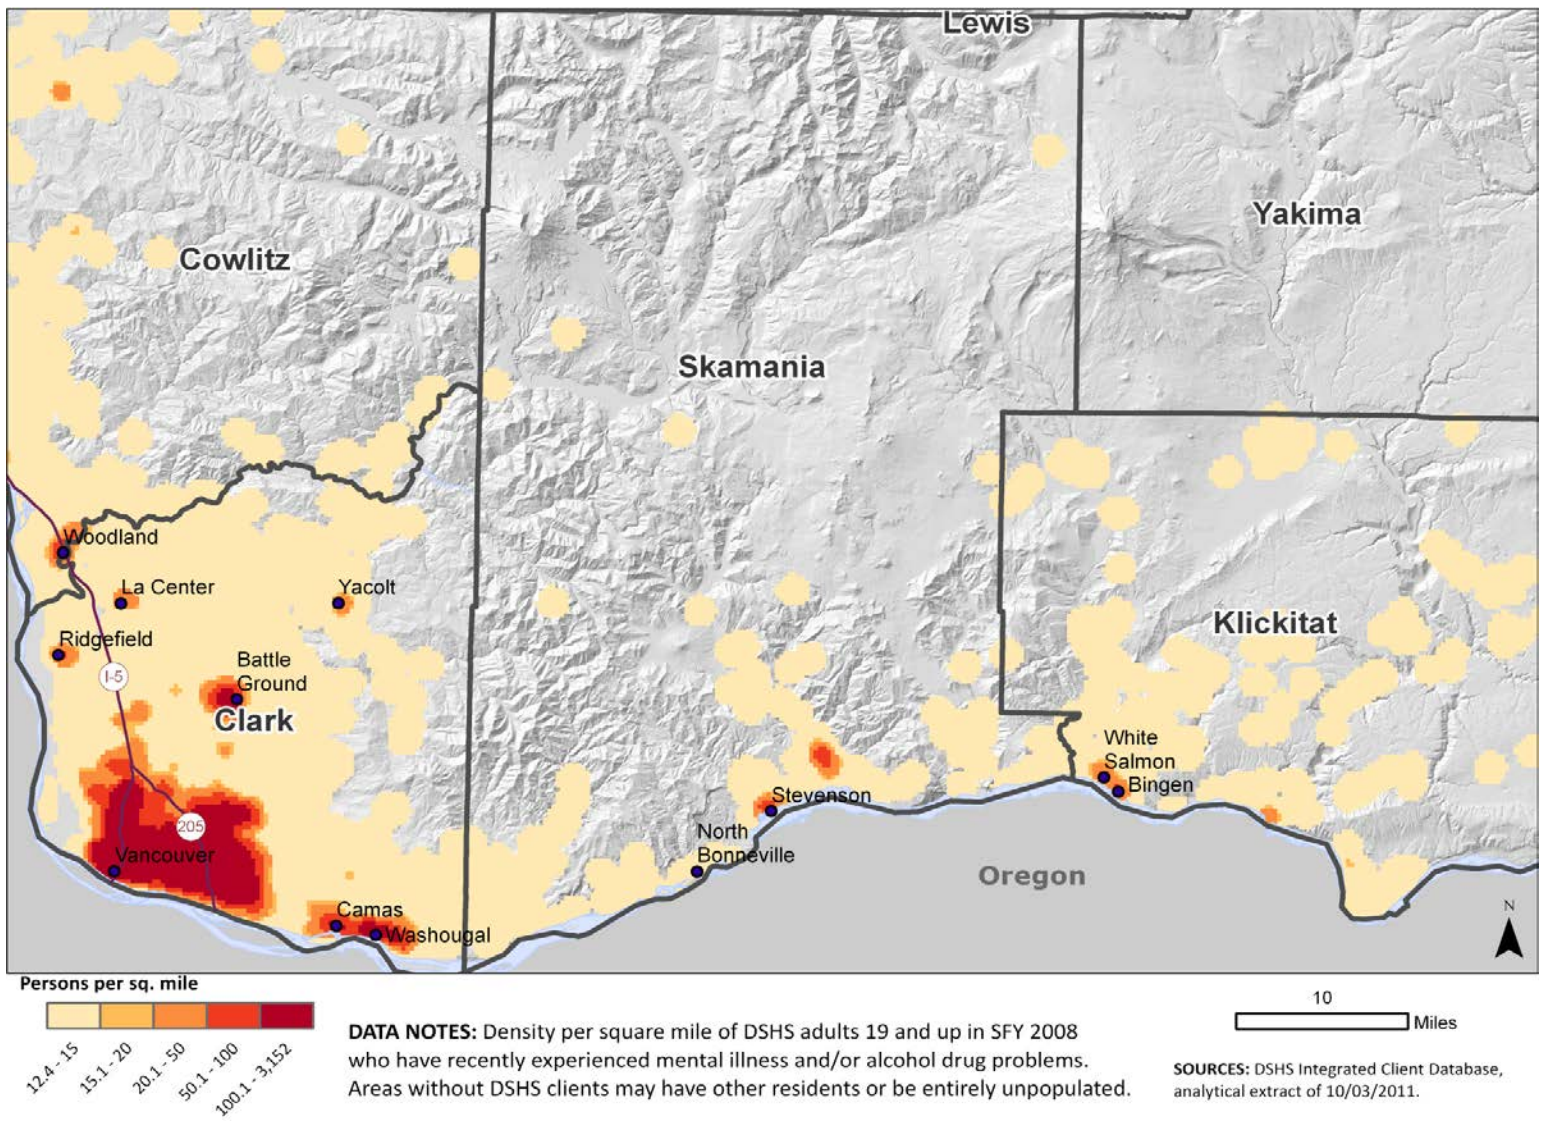 Lewis
Yakima
Cowlitz
Skamania
Woodland
La Center
Yacolt
Ridgefield
Klickitat
I-5
Battle
Ground
Clark
White
Salmon
Bingen
Stevenson
205
North
Bonneville
Vancouver
Oregon
Camas
Washougal
N
Persons per sq. mile
12.4 - 15
15.1 - 20
20.1 - 50
50.1 - 100
100.1 - 3,152
DATA NOTES: Density per square mile of DSHS adults 19 and up in SFY 2008
who have recently experienced mental illness and/or alcohol drug problems.
Areas without DSHS clients may have other residents or be entirely unpopulated.
10
Miles
SOURCES: DSHS Integrated Client Database,
analytical extract of 10/03/2011.